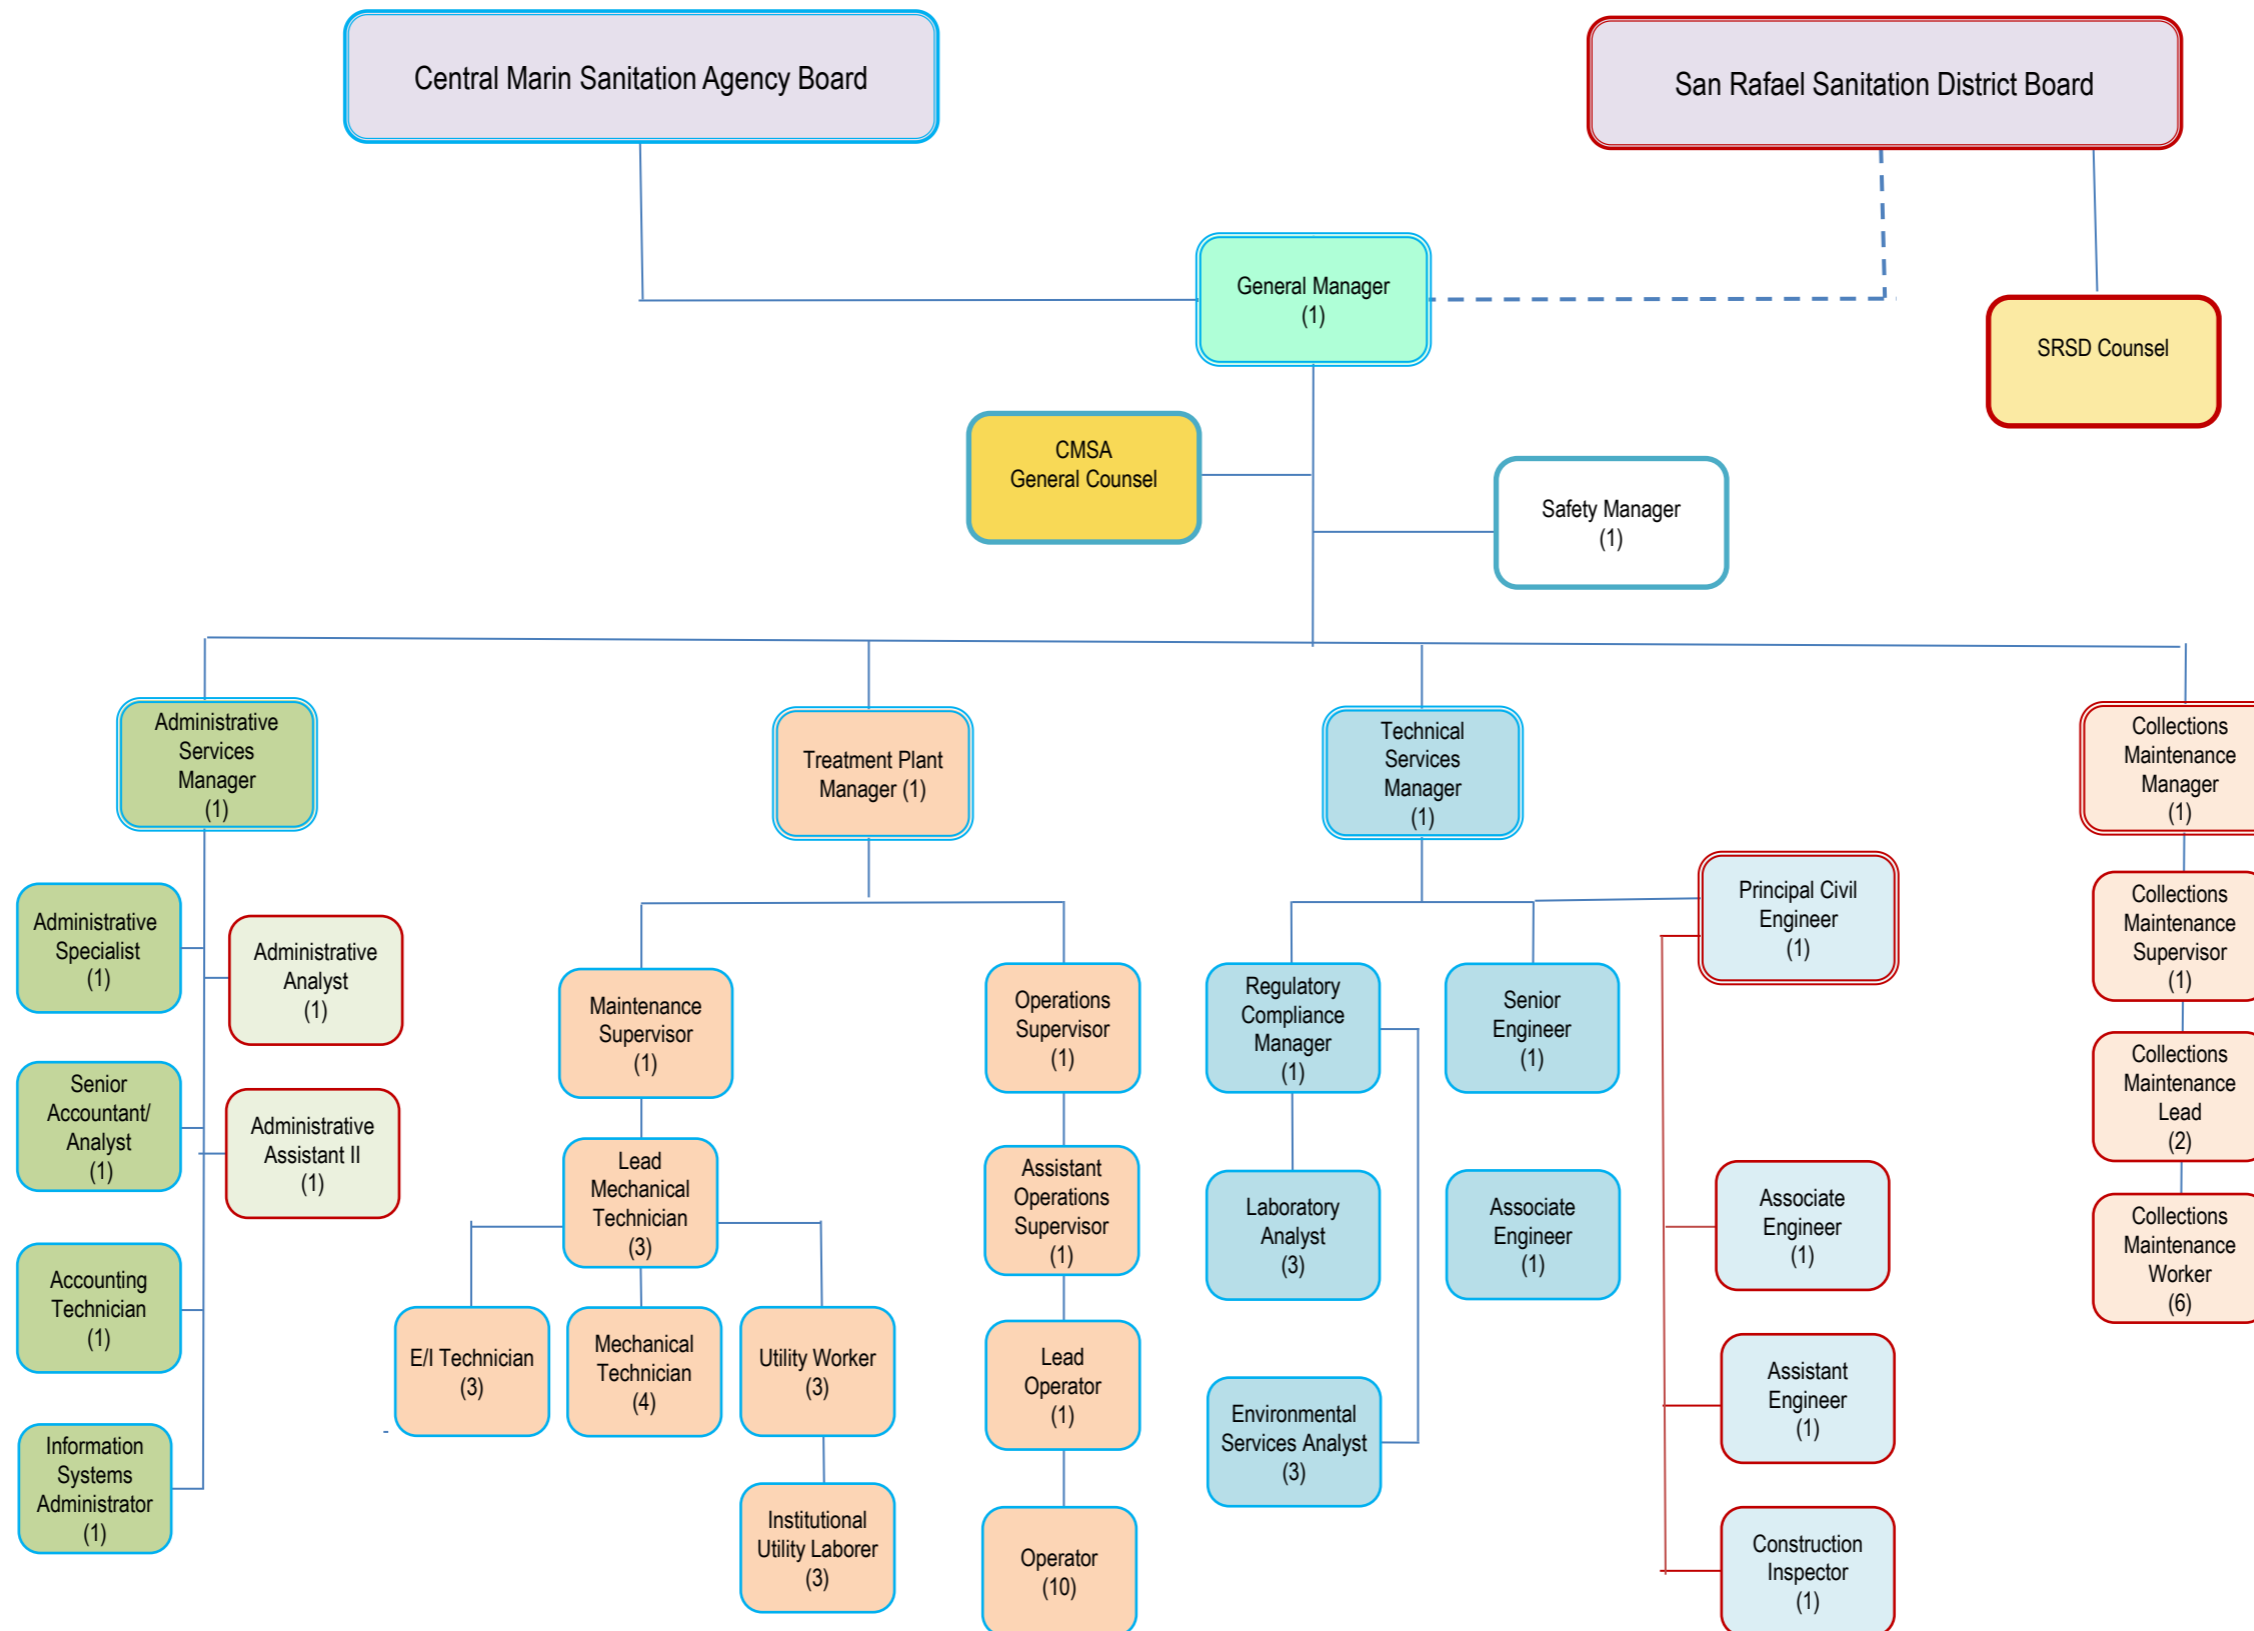 Central Marin Sanitation Agency Board
San Rafael Sanitation District Board
General Manager
(1)
SRSD Counsel
CMSA
General Counsel
Safety Manager
(1)
Administrative
Services
Manager
(1)
Treatment Plant
Manager (1)
Technical
Services
Manager
(1)
Collections
Maintenance
Manager
(1)
Administrative
Specialist
(1)
Administrative
Analyst
(1)
Senior
Accountant/
Analyst
(1)
Administrative
Assistant II
(1)
Accounting
Technician
(1)
Information
Systems
Administrator
(1)
Maintenance
Supervisor
(1)
Lead
Mechanical
Technician
(3)
E/I Technician
(3)
Mechanical
Technician
(4)
Utility Worker
(3)
Institutional
Utility Laborer
(3)
Operations
Supervisor
(1)
Assistant
Operations
Supervisor
(1)
Lead
Operator
(1)
Operator
(10)
Regulatory
Compliance
Manager
(1)
Laboratory
Analyst
(3)
Environmental
Services Analyst
(3)
Senior
Engineer
(1)
Associate
Engineer
(1)
Principal Civil
Engineer
(1)
Associate
Engineer
(1)
Assistant
Engineer
(1)
Construction
Inspector
(1)
Collections
Maintenance
Supervisor
(1)
Collections
Maintenance
Lead
(2)
Collections
Maintenance
Worker
(6)